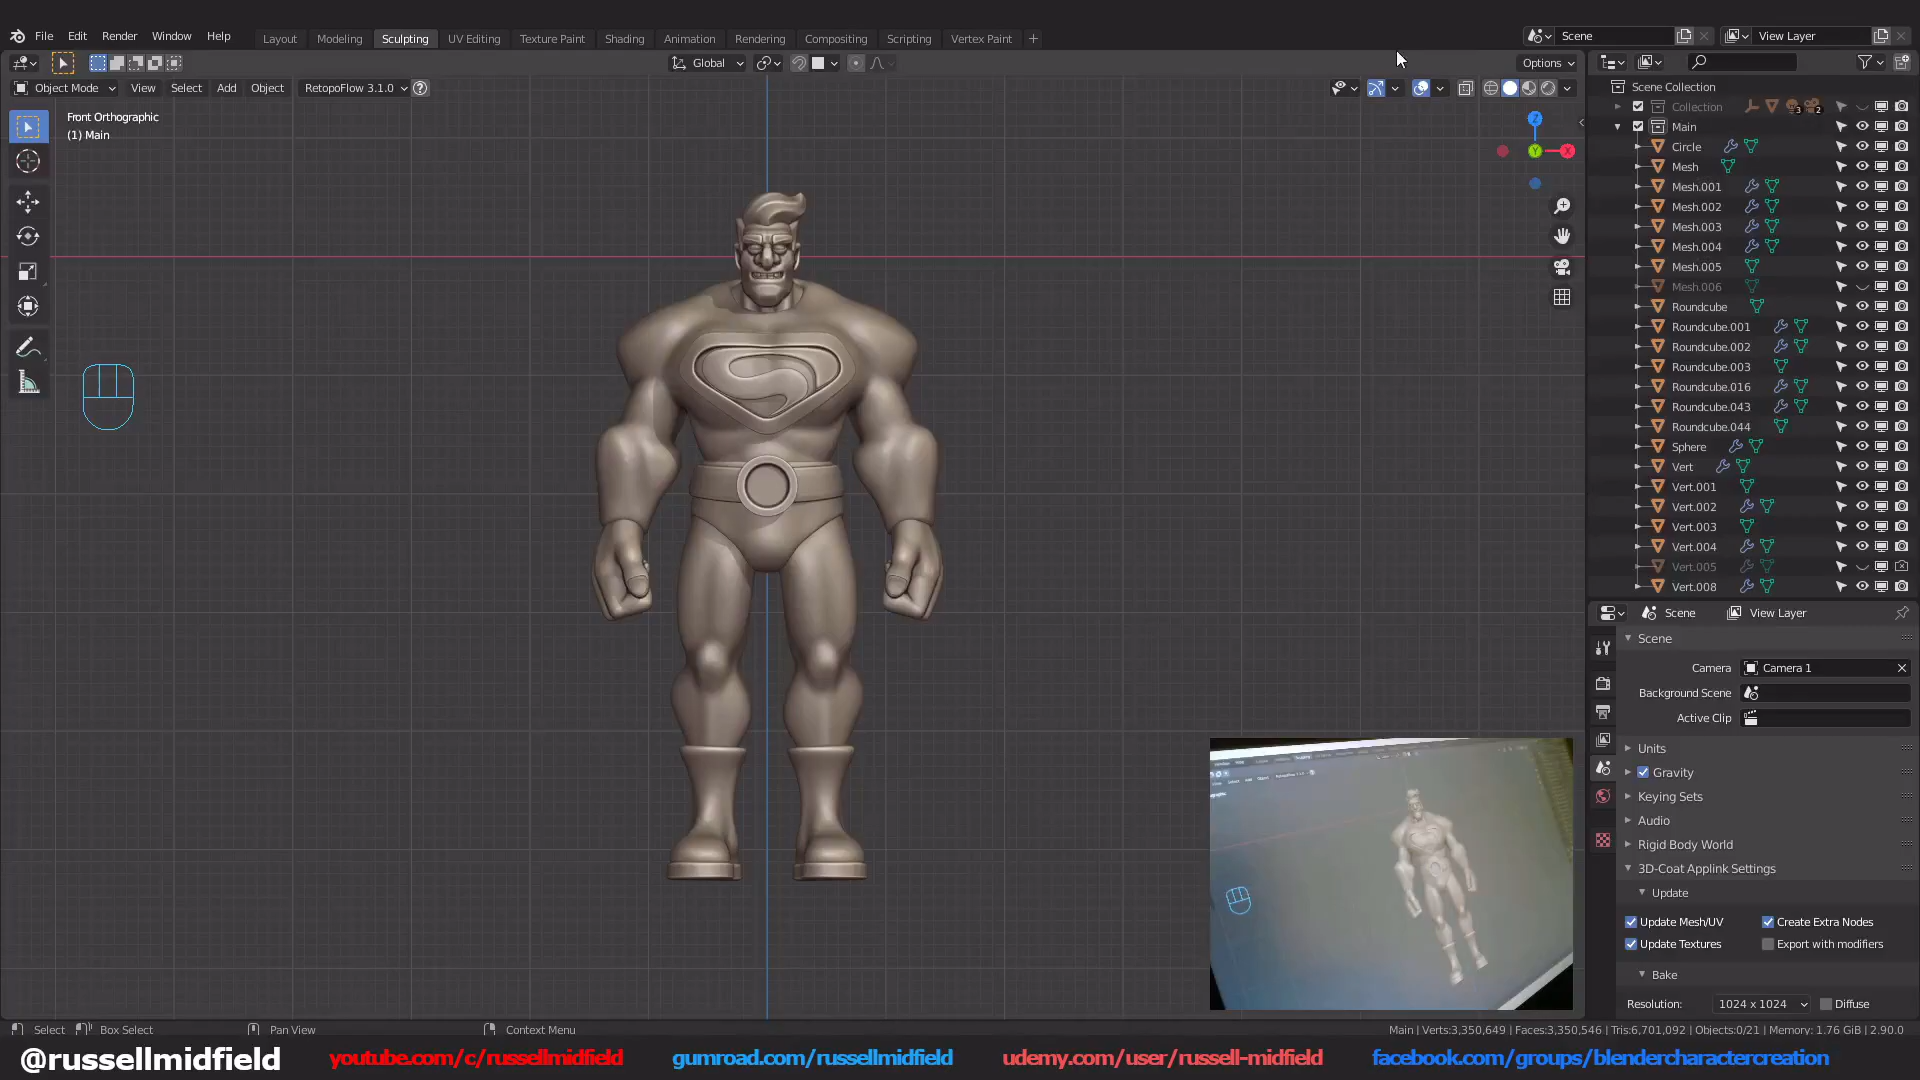 File Edit Render Window Help Layout Modeling Sculpting UV Editing Texture Paint Shading Animation Rendering Compositing Scripting Vertex Paint + Scene View Layer
Global Options
Object Mode View Select Add Object RetopoFlow 3.1.0
Front Orthographic
(1) Main
Z
Y
X
Scene Collection
Collection 3 2
Main
Circle
Mesh
Mesh.001
Mesh.002
Mesh.003
Mesh.004
Mesh.005
Mesh.006
Roundcube
Roundcube.001
Roundcube.002
Roundcube.003
Roundcube.016
Roundcube.043
Roundcube.044
Sphere
Vert
Vert.001
Vert.002
Vert.003
Vert.004
Vert.005
Vert.008
Scene View Layer
Scene
Camera Camera 1
Background Scene
Active Clip
Units
Gravity
Keying Sets
Audio
Rigid Body World
3D-Coat Applink Settings
Update
Update Mesh/UV Create Extra Nodes
Update Textures Export with modifiers
Bake
Resolution: 1024 x 1024 Diffuse
Select Box Select Pan View Context Menu Main | Verts:3,350,649 | Faces:3,350,546 | Tris:6,701,092 | Objects:0/21 | Memory: 1.76 GiB | 2.90.0
@russellmidfield youtube.com/c/russellmidfield gumroad.com/russellmidfield udemy.com/user/russell-midfield facebook.com/groups/blendercharactercreation